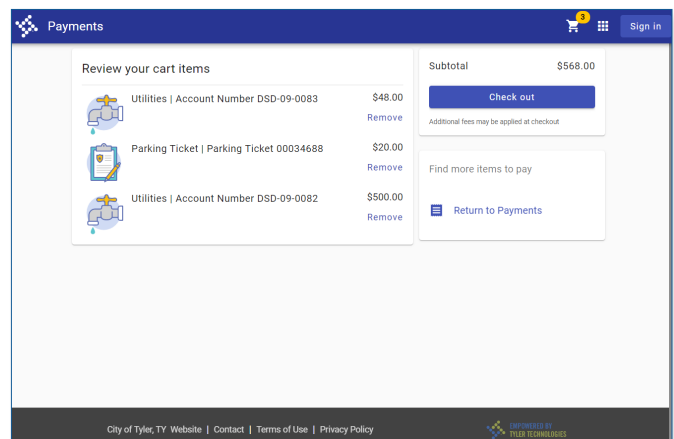 Payments
3
Sign in
Review your cart items
Utilities | Account Number DSD-09-0083
$48.00
Remove
Parking Ticket | Parking Ticket 00034688
$20.00
Remove
Utilities | Account Number DSD-09-0082
$500.00
Remove
Subtotal
$568.00
Check out
Additional fees may be applied at checkout
Find more items to pay
Return to Payments
City of Tyler, TY Website | Contact | Terms of Use | Privacy Policy
EMPOWERED BY
TYLER TECHNOLOGIES